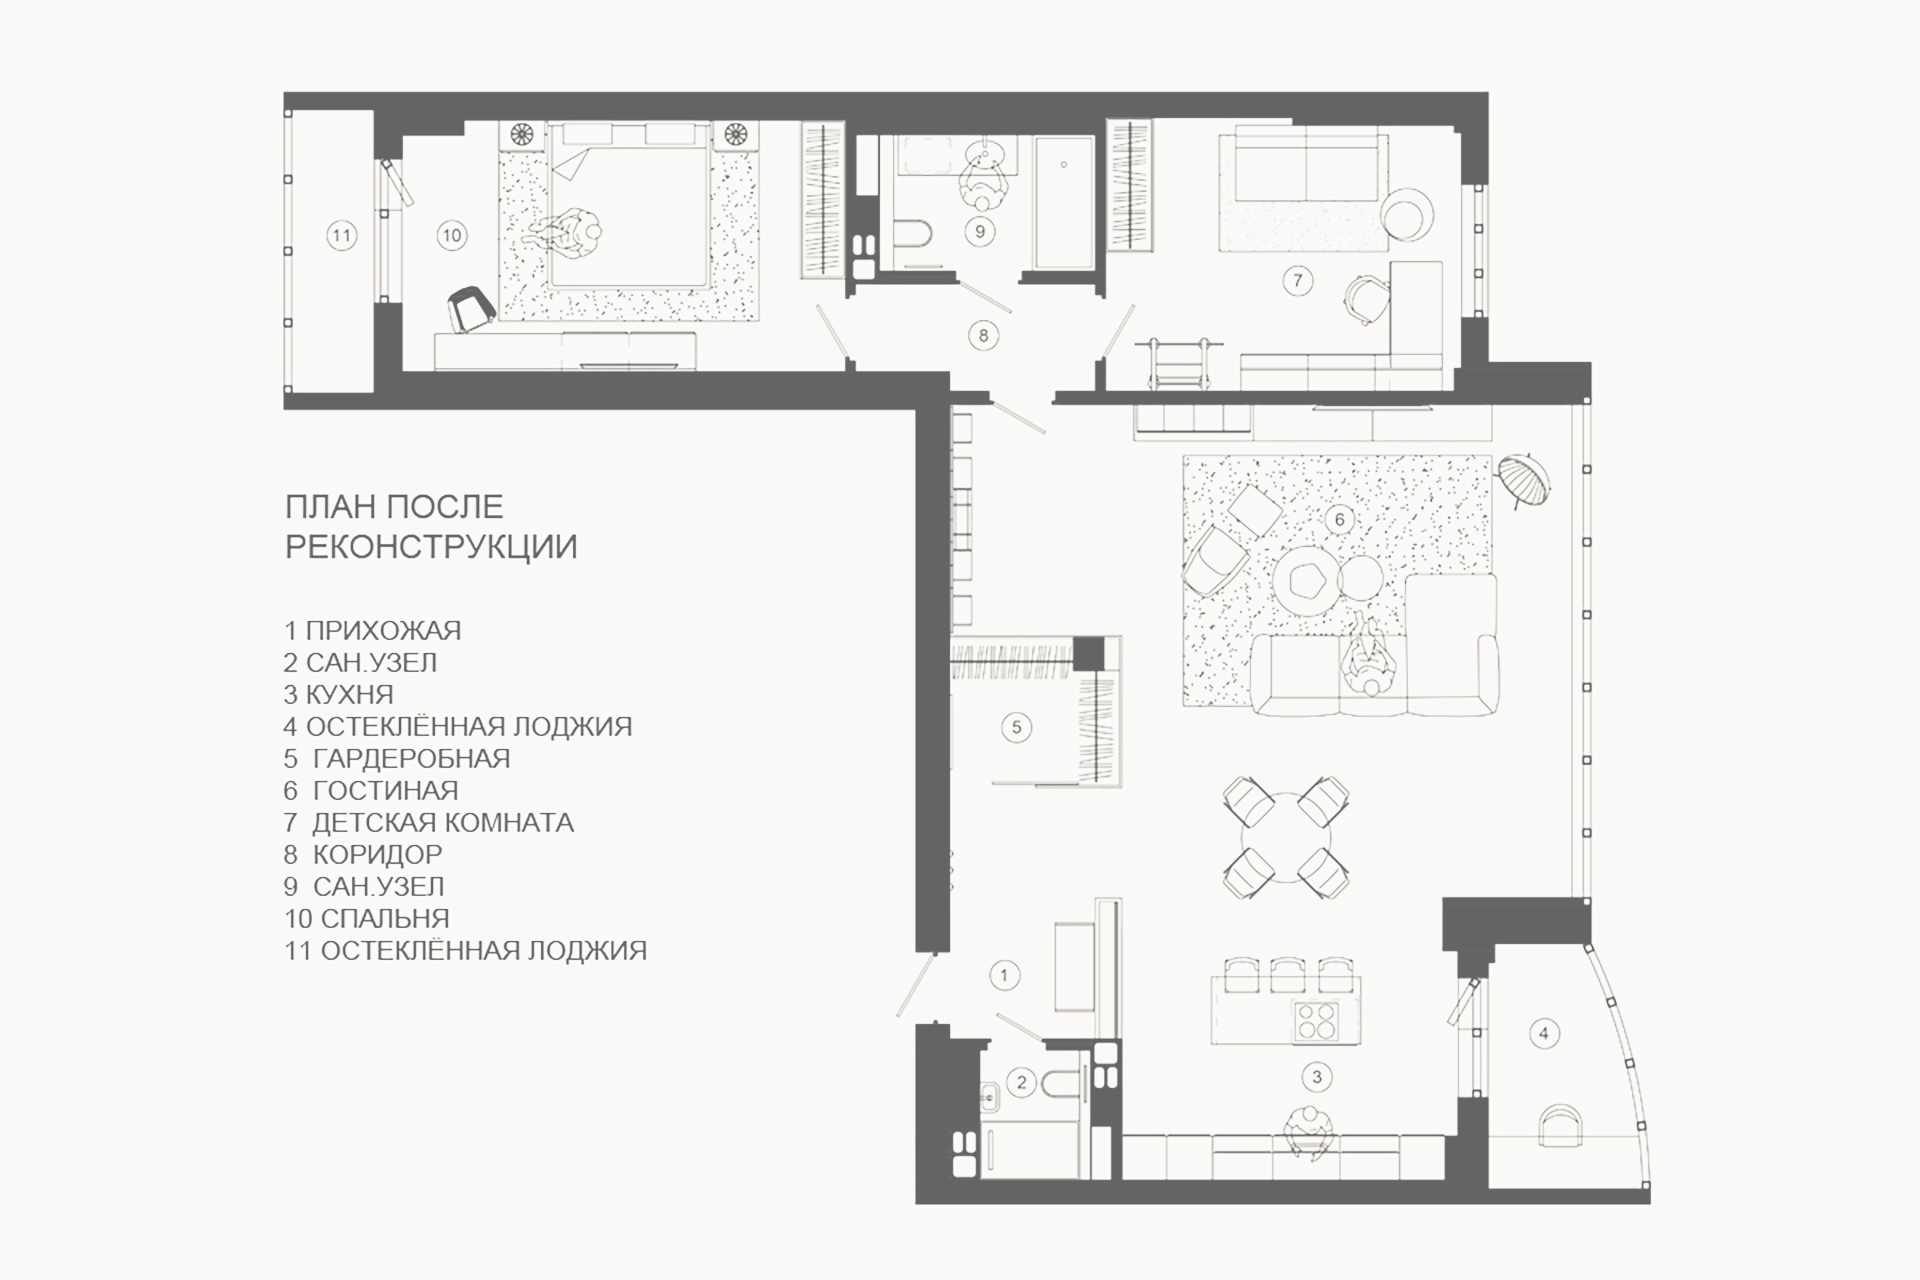 11
10
9
7
8
ПЛАН ПОСЛЕ
РЕКОНСТРУКЦИИ
6
1 ПРИХОЖАЯ
2 САН.УЗЕЛ
3 КУХНЯ
4 ОСТЕКЛЁННАЯ ЛОДЖИЯ
5 ГАРДЕРОБНАЯ
6 ГОСТИНАЯ
7 ДЕТСКАЯ КОМНАТА
8 КОРИДОР
9 САН.УЗЕЛ
10 СПАЛЬНЯ
11 ОСТЕКЛЁННАЯ ЛОДЖИЯ
5
1
4
2
3